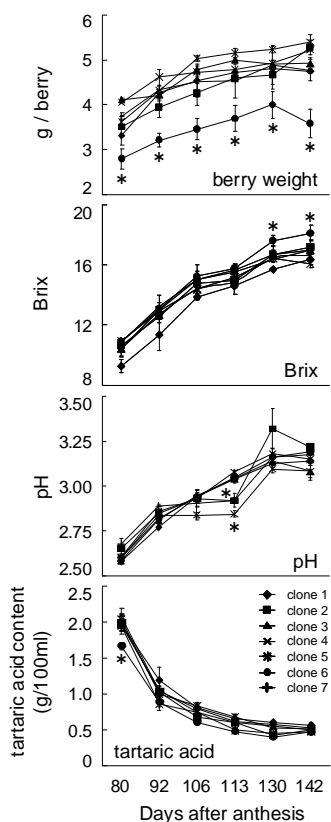 g / berry
6
5
4
3
2
*
*
*
*
*
*
berry weight
Brix
20
16
12
8
*
*
Brix
pH
3.50
3.25
3.00
2.75
2.50
*
*
pH
tartaric acid content
(g/100ml)
2.5
2.0
1.5
1.0
0.5
0
*
clone 1
clone 2
clone 3
clone 4
clone 5
clone 6
clone 7
tartaric acid
80 92 106 113 130 142
Days after anthesis